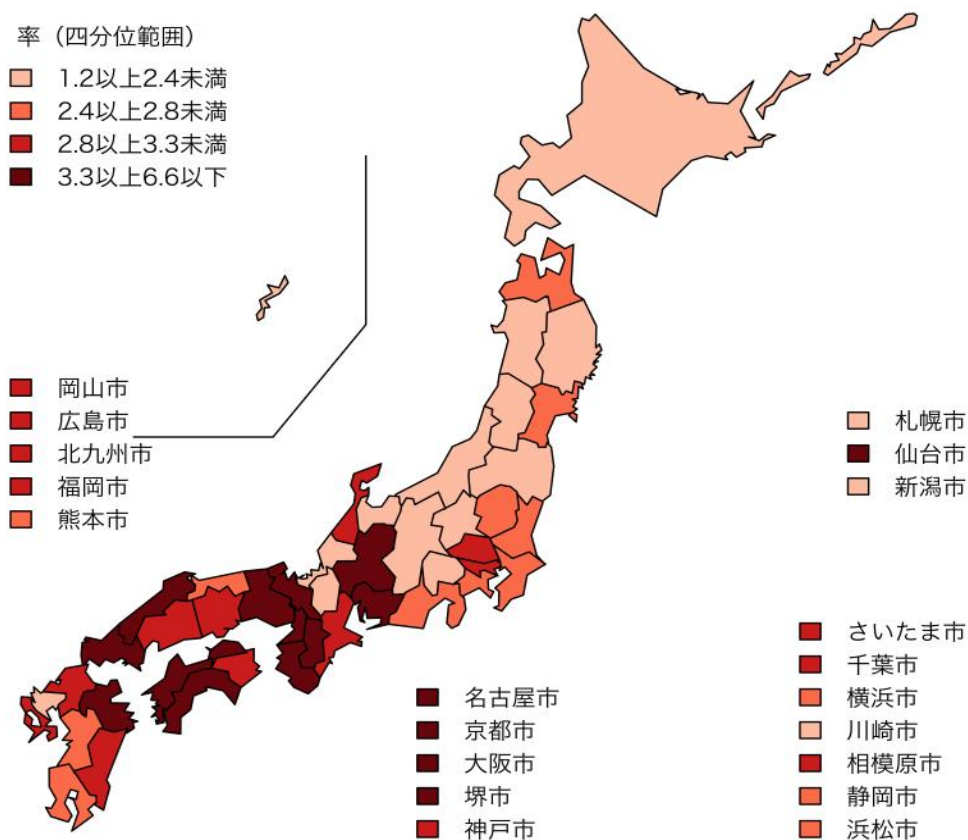 率（四分位範囲）
1.2以上2.4未満
2.4以上2.8未満
2.8以上3.3未満
3.3以上6.6以下
岡山市
広島市
北九州市
福岡市
熊本市
札幌市
仙台市
新潟市
名古屋市
京都市
大阪市
堺市
神戸市
さいたま市
千葉市
横浜市
川崎市
相模原市
静岡市
浜松市